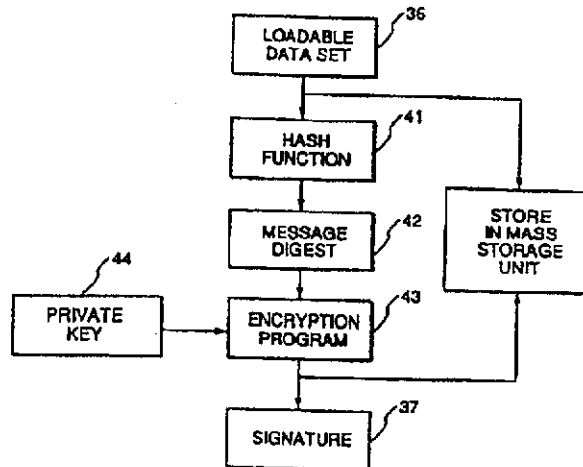 36
LOADABLE
DATA SET
41
HASH
FUNCTION
42
MESSAGE
DIGEST
STORE
IN MASS
STORAGE
UNIT
44
PRIVATE
KEY
43
ENCRYPTION
PROGRAM
37
SIGNATURE